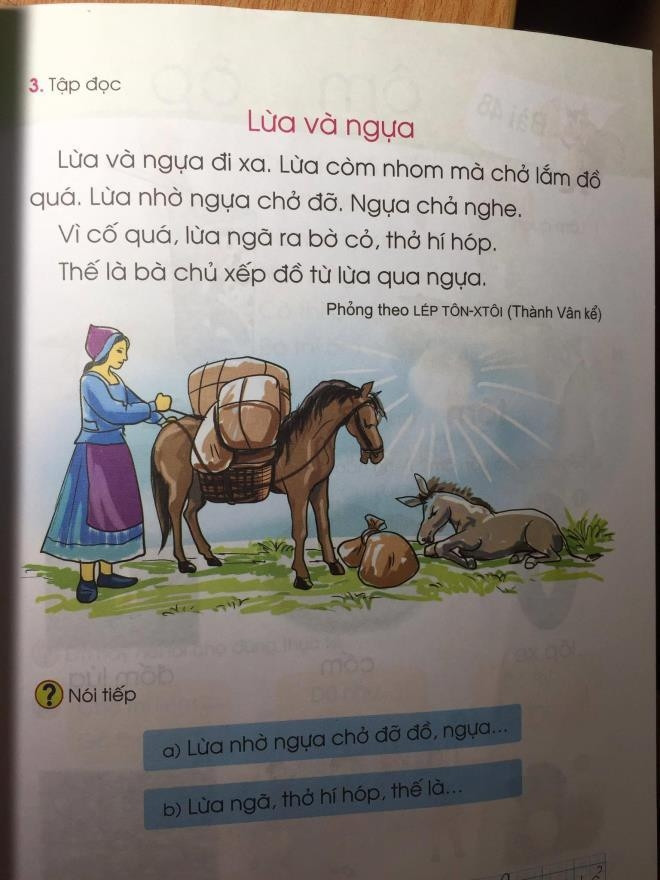 3. Tập đọc
Lừa và ngựa
Lừa và ngựa đi xa. Lừa còm nhom mà chở lắm đồ
quá. Lừa nhờ ngựa chở đỡ. Ngựa chả nghe.
Vì cố quá, lừa ngã ra bờ cỏ, thở hí hóp.
Thế là bà chủ xếp đồ từ lừa qua ngựa.
Phỏng theo LÉP TÔN-XTÔI (Thành Vân kể)
? Nói tiếp
a) Lừa nhờ ngựa chở đỡ đồ, ngựa...
b) Lừa ngã, thở hí hóp, thế là...